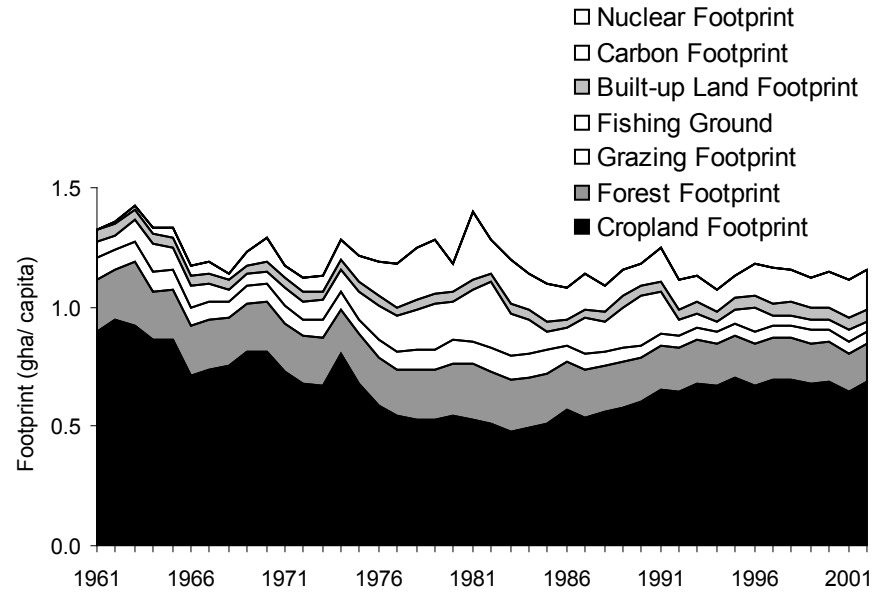 Nuclear Footprint
Carbon Footprint
Built-up Land Footprint
Fishing Ground
Grazing Footprint
Forest Footprint
Cropland Footprint
1.5
1.0
0.5
0.0
Footprint (gha/ capita)
1961 1966 1971 1976 1981 1986 1991 1996 2001